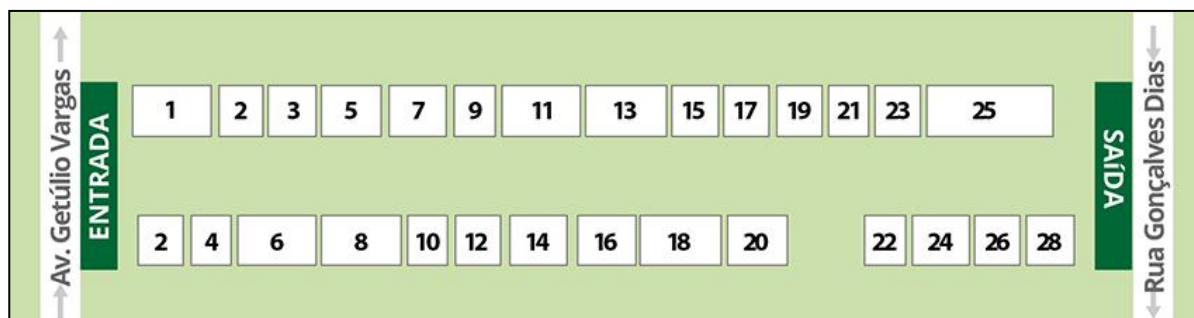 Av. Getúlio Vargas
ENTRADA
1 2 3 5 7 9 11 13 15 17 19 21 23 25
2 4 6 8 10 12 14 16 18 20 22 24 26 28
SAÍDA
Rua Gonçalves Dias